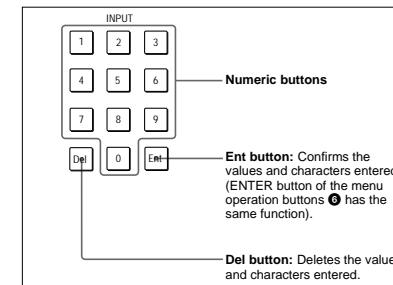 INPUT
1 2 3
4 5 6
Numeric buttons
7 8 9
Del 0 Ent
Ent button: Confirms the
values and characters entered
(ENTER button of the menu
operation buttons ❻ has the
same function).
Del button: Deletes the value
and characters entered.